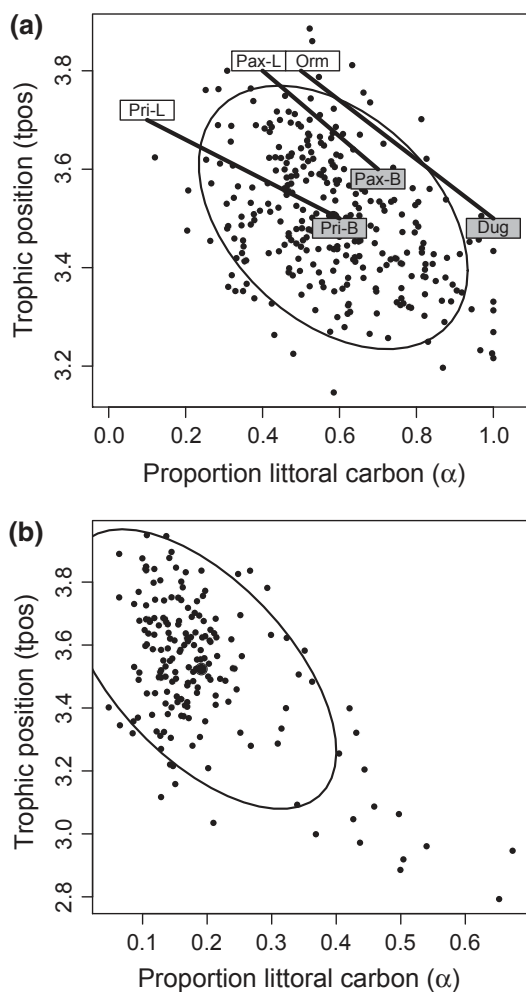 (a)
Pax-L Orm
Pri-L
Pax-B
Pri-B
Dug
3.8
3.6
3.4
3.2
Trophic position (tpos)
0.0 0.2 0.4 0.6 0.8 1.0
Proportion littoral carbon (α)
(b)
3.8
3.6
3.4
3.2
3.0
2.8
Trophic position (tpos)
0.1 0.2 0.3 0.4 0.5 0.6
Proportion littoral carbon (α)